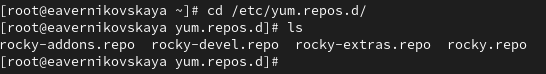 [root@eavernikovskaya ~]# cd /etc/yum.repos.d/
[root@eavernikovskaya yum.repos.d]# ls
rocky-addons.repo  rocky-devel.repo  rocky-extras.repo  rocky.repo
[root@eavernikovskaya yum.repos.d]#